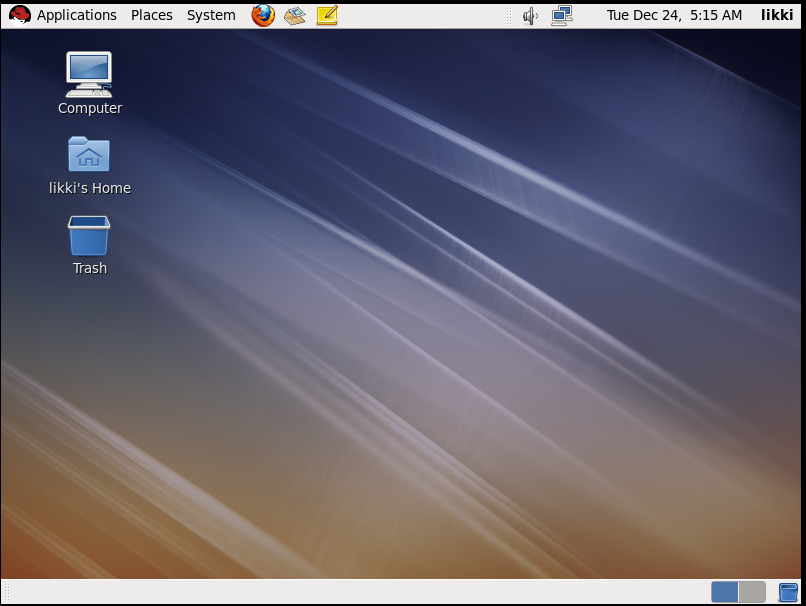 Applications Places System Tue Dec 24, 5:15 AM likki
Computer
likki's Home
Trash